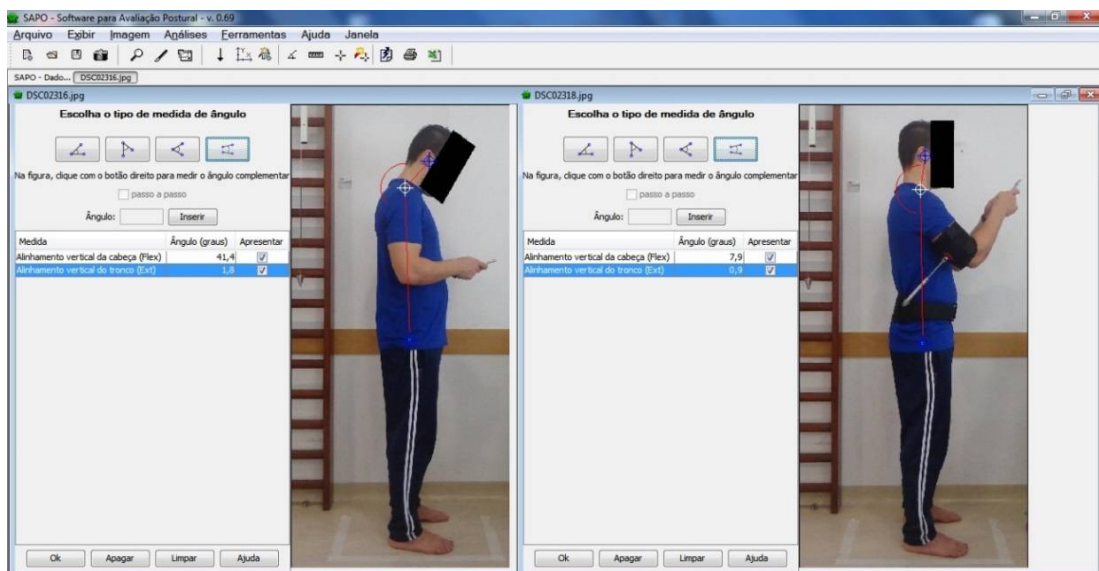 SAPO - Software para Avaliação Postural - v. 0.69
Arquivo Exibir Imagem Análises Ferramentas Ajuda Janela
SAPO - Dado... DSC02316.jpg
DSC02316.jpg
Escolha o tipo de medida de ângulo
Na figura, clique com o botão direito para medir o ângulo complementar
passo a passo
Ângulo: Inserir
Medida Ângulo (graus) Apresentar
Alinhamento vertical da cabeça (Flex) 41,4
Alinhamento vertical do tronco (Ext) 1,8
Ok Apagar Limpar Ajuda
DSC02318.jpg
Escolha o tipo de medida de ângulo
Na figura, clique com o botão direito para medir o ângulo complementar
passo a passo
Ângulo: Inserir
Medida Ângulo (graus) Apresentar
Alinhamento vertical da cabeça (Flex) 7,9
Alinhamento vertical do tronco (Ext) 0,9
Ok Apagar Limpar Ajuda